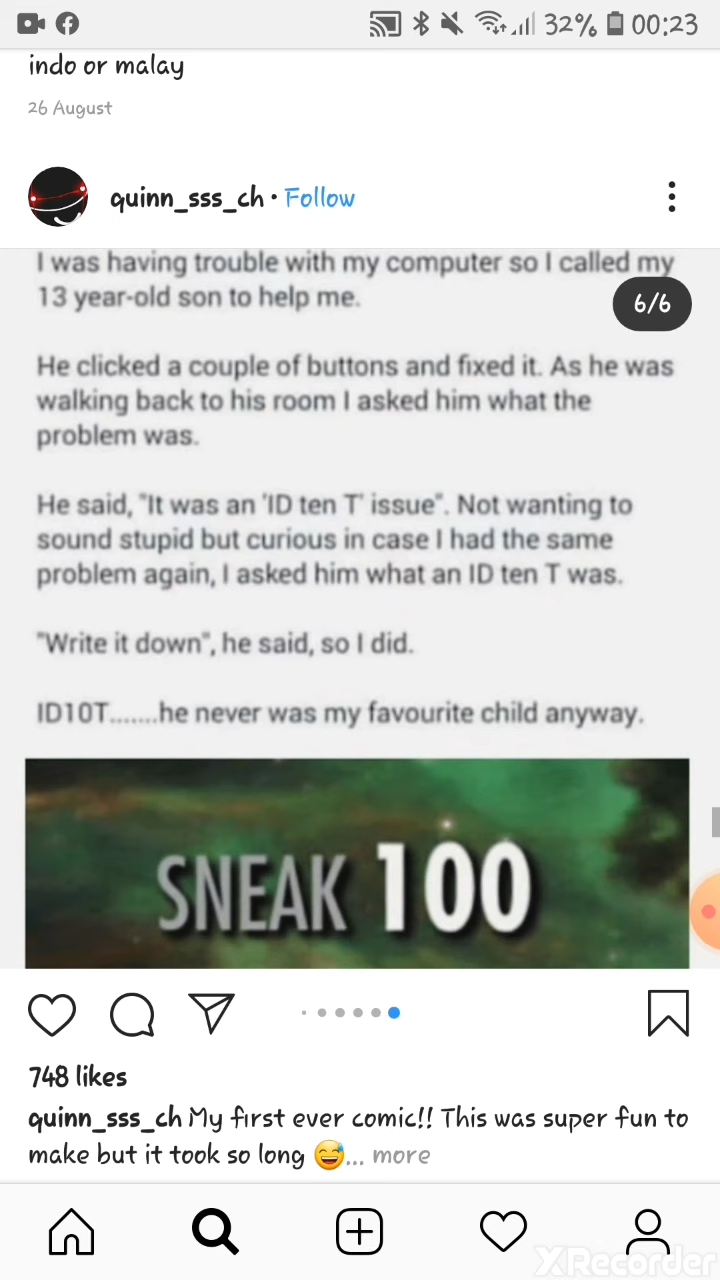 32% 00:23
indo or malay
26 August
quinn_sss_ch • Follow
I was having trouble with my computer so I called my
13 year-old son to help me.
6/6
He clicked a couple of buttons and fixed it. As he was
walking back to his room I asked him what the
problem was.
He said, "It was an 'ID ten T' issue". Not wanting to
sound stupid but curious in case I had the same
problem again, I asked him what an ID ten T was.
"Write it down", he said, so I did.
ID10T.......he never was my favourite child anyway.
SNEAK 100
748 likes
quinn_sss_ch My first ever comic!! This was super fun to
make but it took so long 😅... more
XRecorder